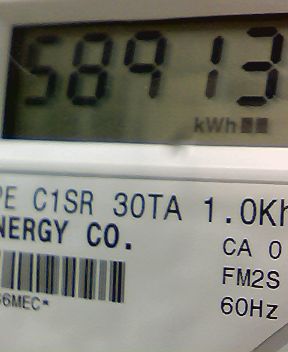 58913
kWh
PE C1SR 30TA 1.0Kh
NERGY CO.
CA 0
FM2S
6MEC*
60Hz